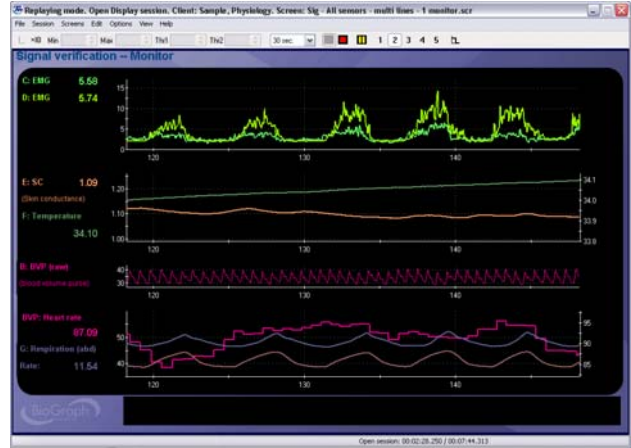 Replaying mode. Open Display session. Client: Sample, Physiology. Screen: Sig - All sensors - multi lines - 1 monitor.scr
File Session Screens Edit Options View Help
Min Max Thr1 Thr2 30 sec 1 2 3 4 5
Signal verification -- Monitor
C: EMG 5.58
D: EMG 5.74
15
10
5
0
120 130 140
E: SC 1.09
(Skin conductance)
F: Temperature
34.10
1.20
1.10
1.00
34.1
34.0
33.9
33.8
120 130 140
B: BVP (raw)
(Blood volume pulse)
40
30
120 130 140
BVP: Heart rate
87.09
G: Respiration (abd)
Rate: 11.54
50
40
95
90
85
120 130 140
BioGraph
Open session: 00:02:28.250 / 00:07:44.313